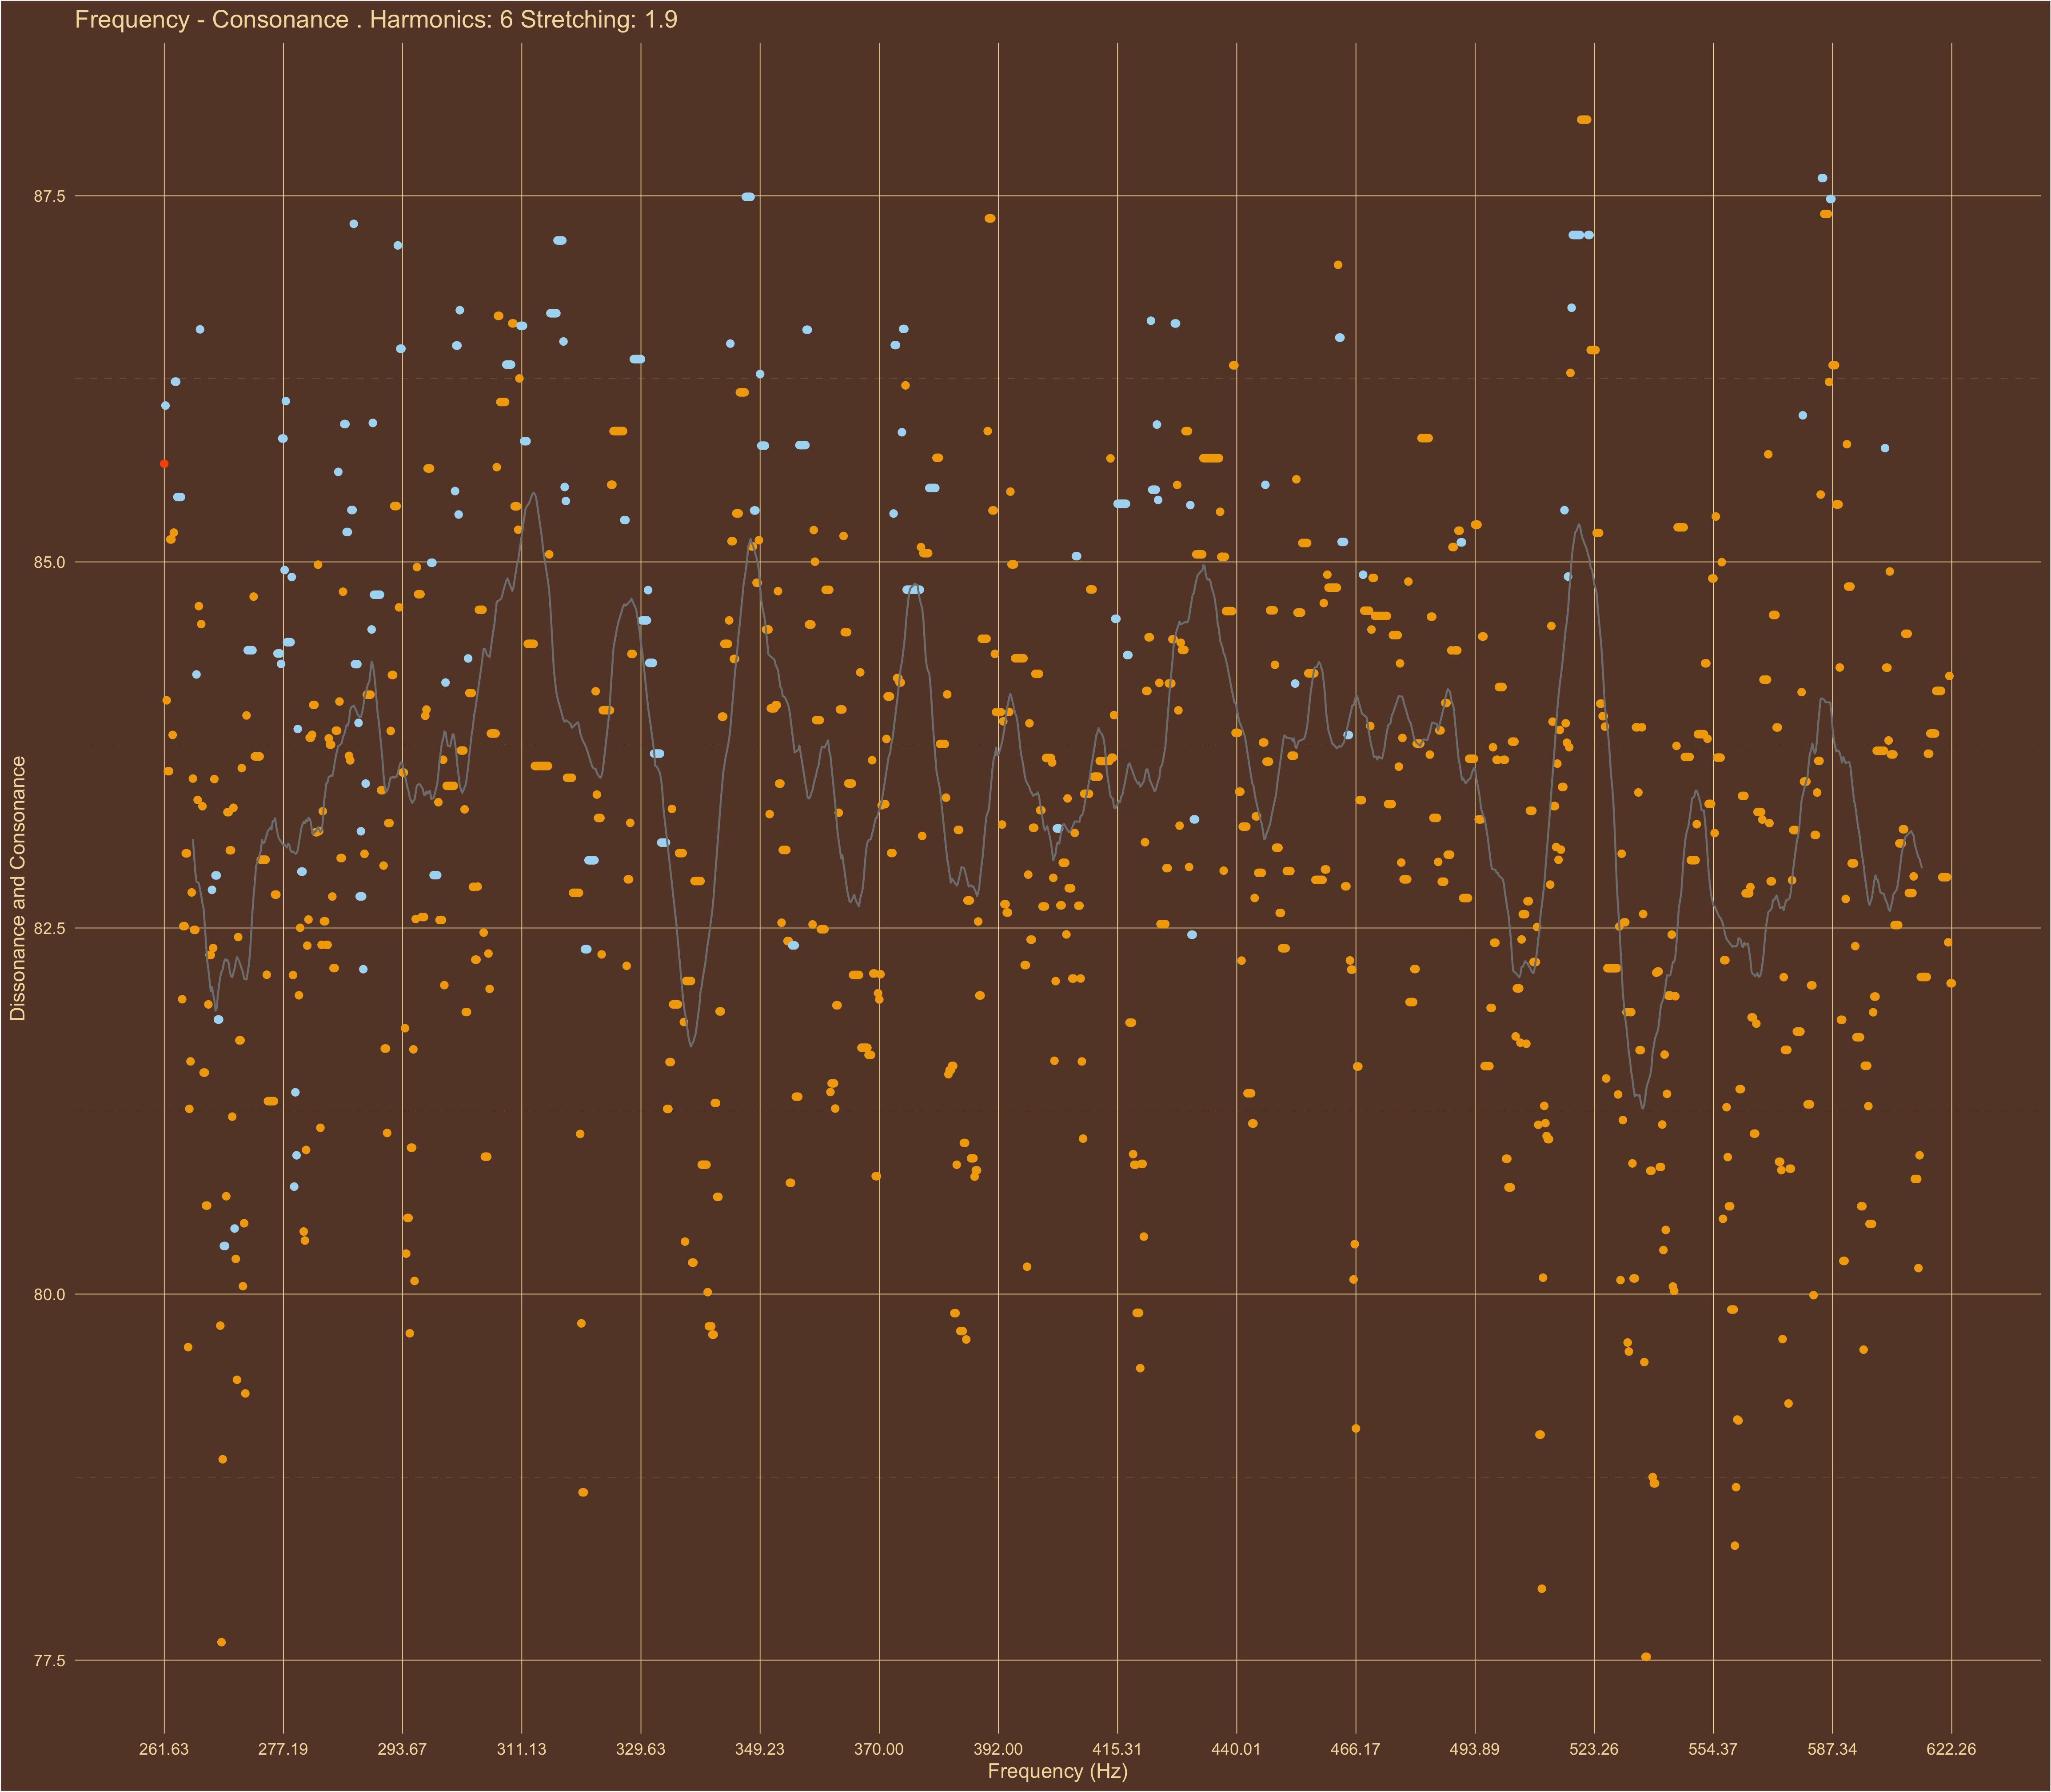 Frequency - Consonance . Harmonics: 6 Stretching: 1.9
Dissonance and Consonance
87.5
85.0
82.5
80.0
77.5
261.63 277.19 293.67 311.13 329.63 349.23 370.00 392.00 415.31 440.01 466.17 493.89 523.26 554.37 587.34 622.26
Frequency (Hz)